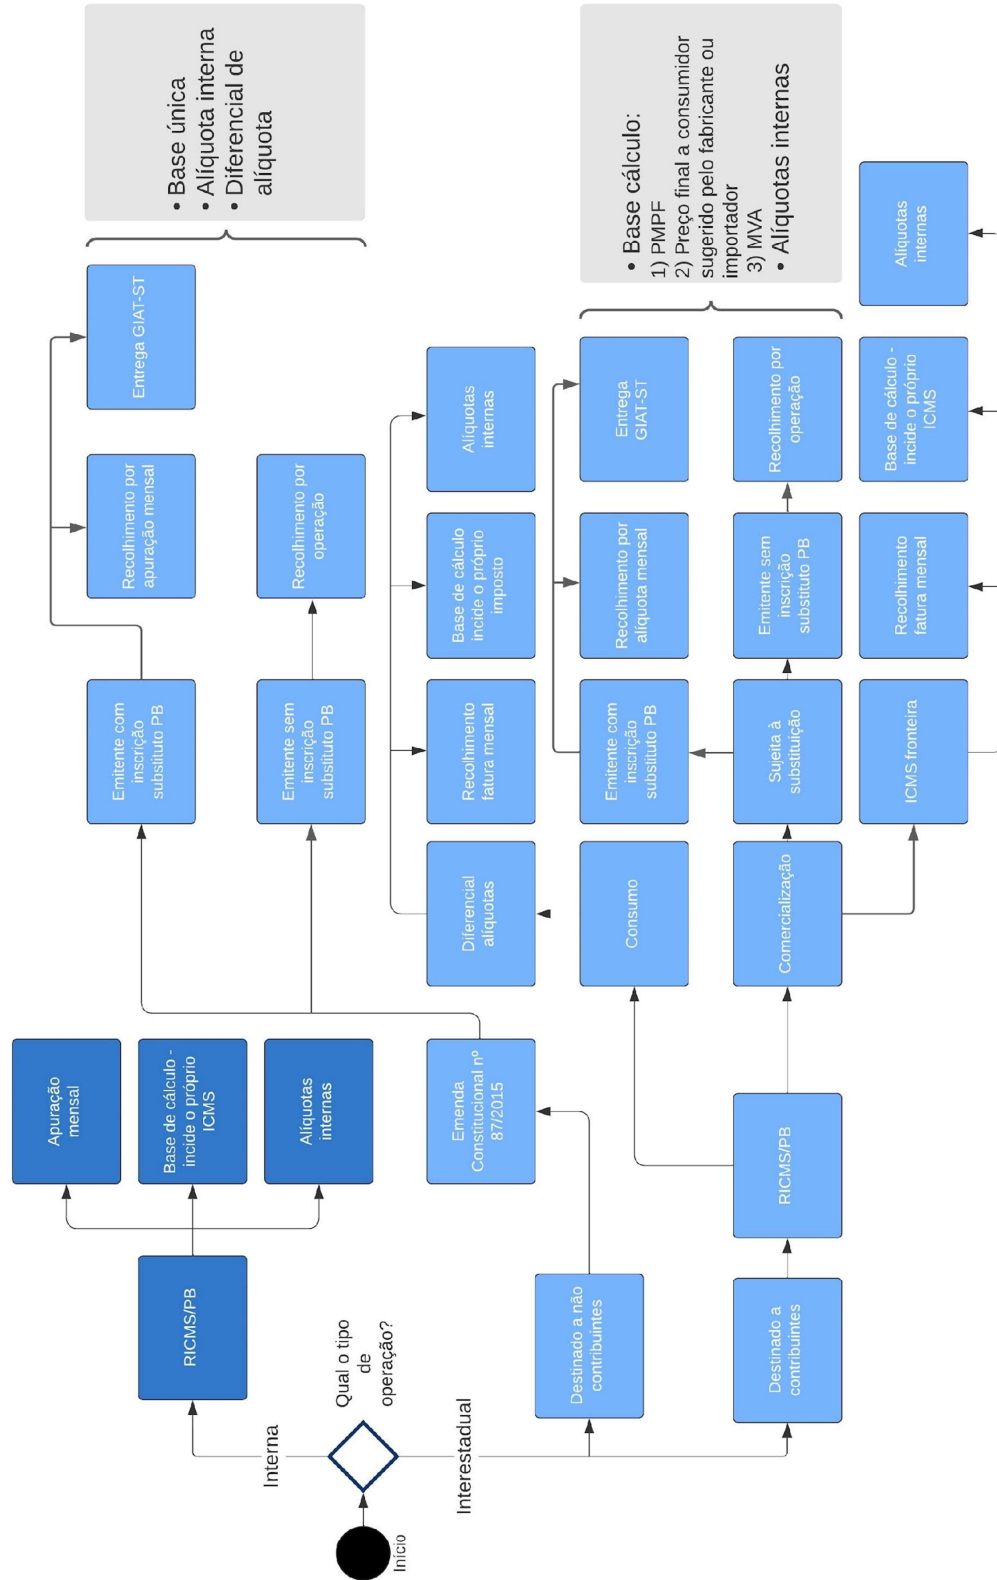 Início
Qual o tipo
de
operação?
Interna
Interestadual
RICMS/PB
Apuração
mensal
Base de cálculo -
incide o próprio
ICMS
Alíquotas
internas
Destinado a não
contribuintes
Emenda
Constitucional nº
87/2015
Emitente com
inscrição
substituto PB
Recolhimento por
apuração mensal
Entrega GIAT-ST
Emitente sem
inscrição
substituto PB
Recolhimento por
operação
• Base única
• Alíquota interna
• Diferencial de
alíquota
Destinado a
contribuintes
RICMS/PB
Consumo
Diferencial
alíquotas
Recolhimento
fatura mensal
Base de cálculo
incide o próprio
imposto
Alíquotas
internas
Comercialização
Sujeita à
substituição
Emitente com
inscrição
substituto PB
Recolhimento por
alíquota mensal
Entrega
GIAT-ST
Emitente sem
inscrição
substituto PB
Recolhimento por
operação
• Base cálculo:
1) PMPF
2) Preço final a consumidor
sugerido pelo fabricante ou
importador
3) MVA
• Alíquotas internas
ICMS fronteira
Recolhimento
fatura mensal
Base de cálculo -
incide o próprio
ICMS
Alíquotas
internas